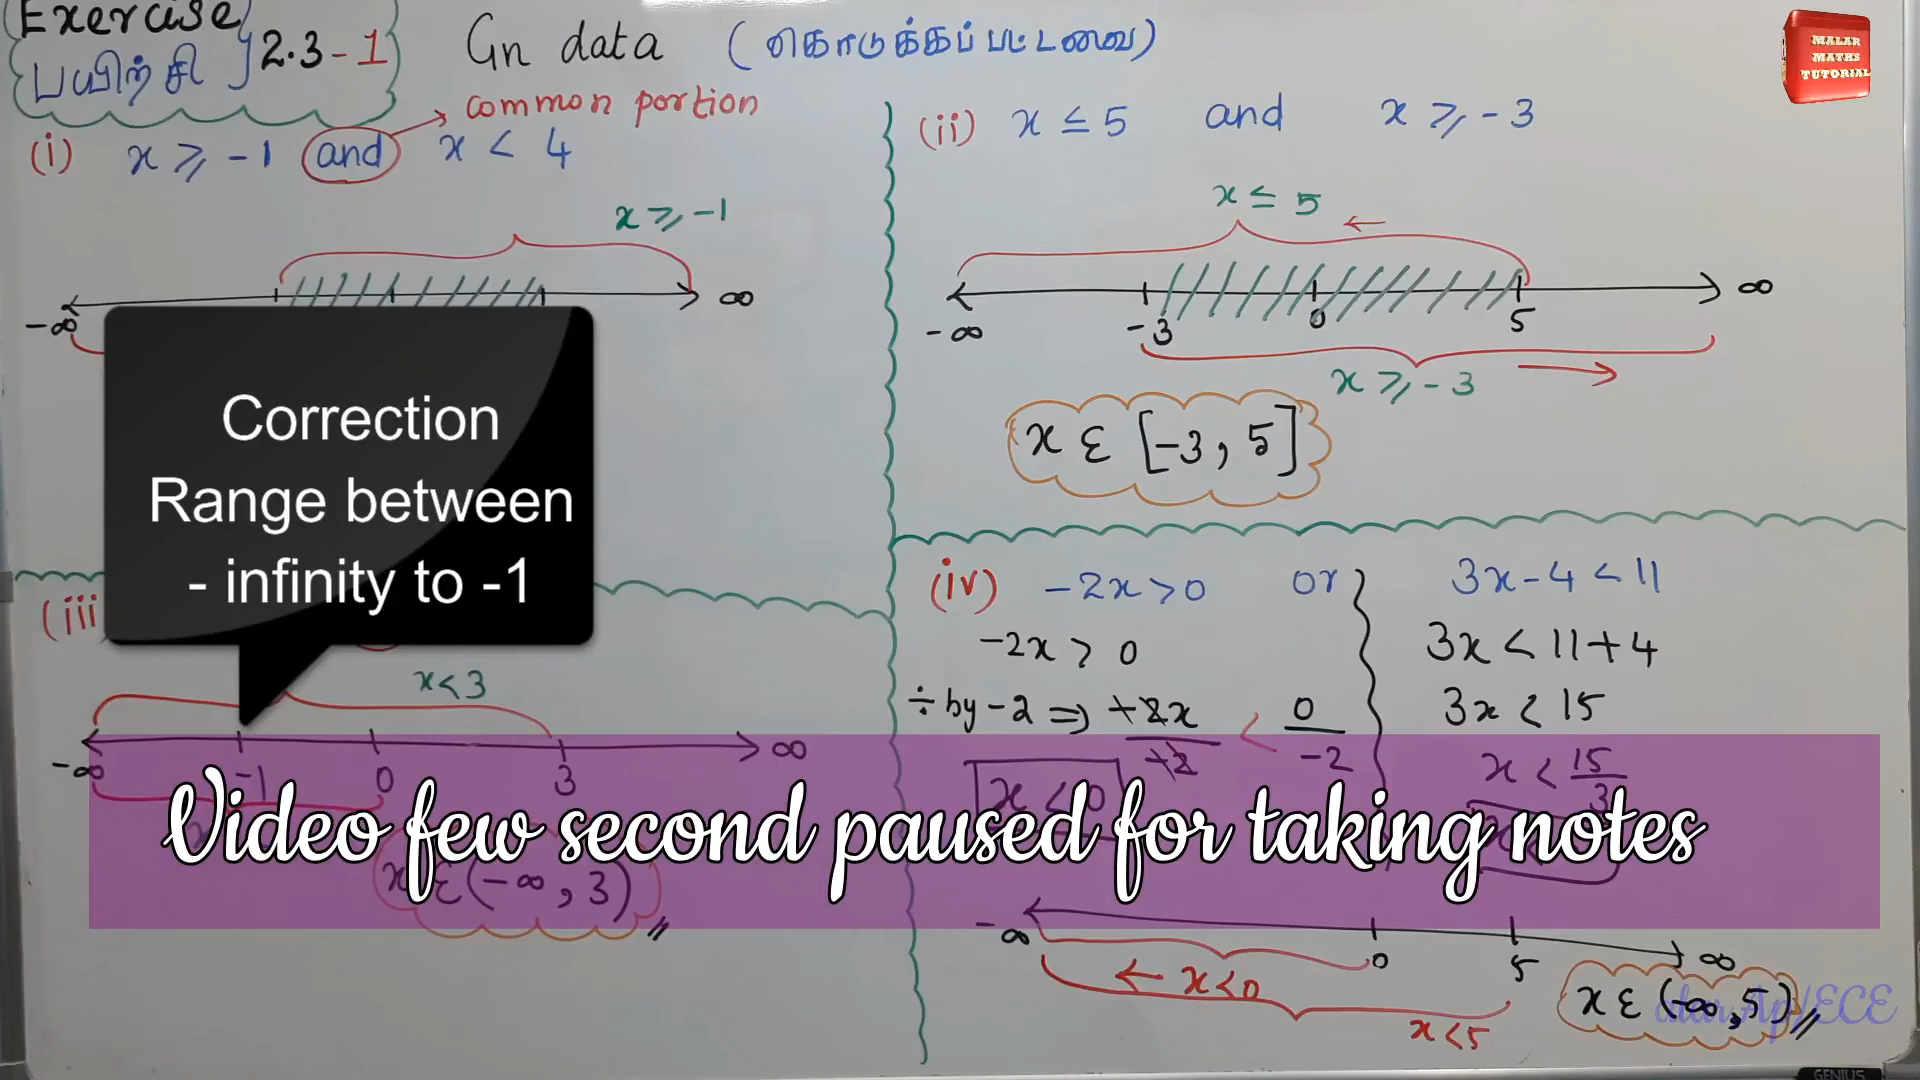 Exercise
பயிற்சி } 2.3-1
Gn data (கொடுக்கப்பட்டவை)
MALAR
MATHS
TUTORIAL
common portion
(i) x ≥ -1 and x < 4
x ≥ -1
-∞ ∞
(ii) x ≤ 5 and x ≥ -3
x ≤ 5
-∞ -3 0 5 ∞
x ≥ -3
x ε [-3, 5]
Correction
Range between
- infinity to -1
(iii
x<3
-∞ -1 0 3 ∞
x ε (-∞, 3)
(iv) -2x > 0 or 3x-4 < 11
-2x > 0
÷ by -2 ⇒ -2x/-2 < 0/-2
x < 0
3x < 11+4
3x < 15
x < 15/3
Video few second paused for taking notes
-∞ 0 5 ∞
← x<0
x<5
x ε (-∞, 5)
Ap/ECE
GENIUS